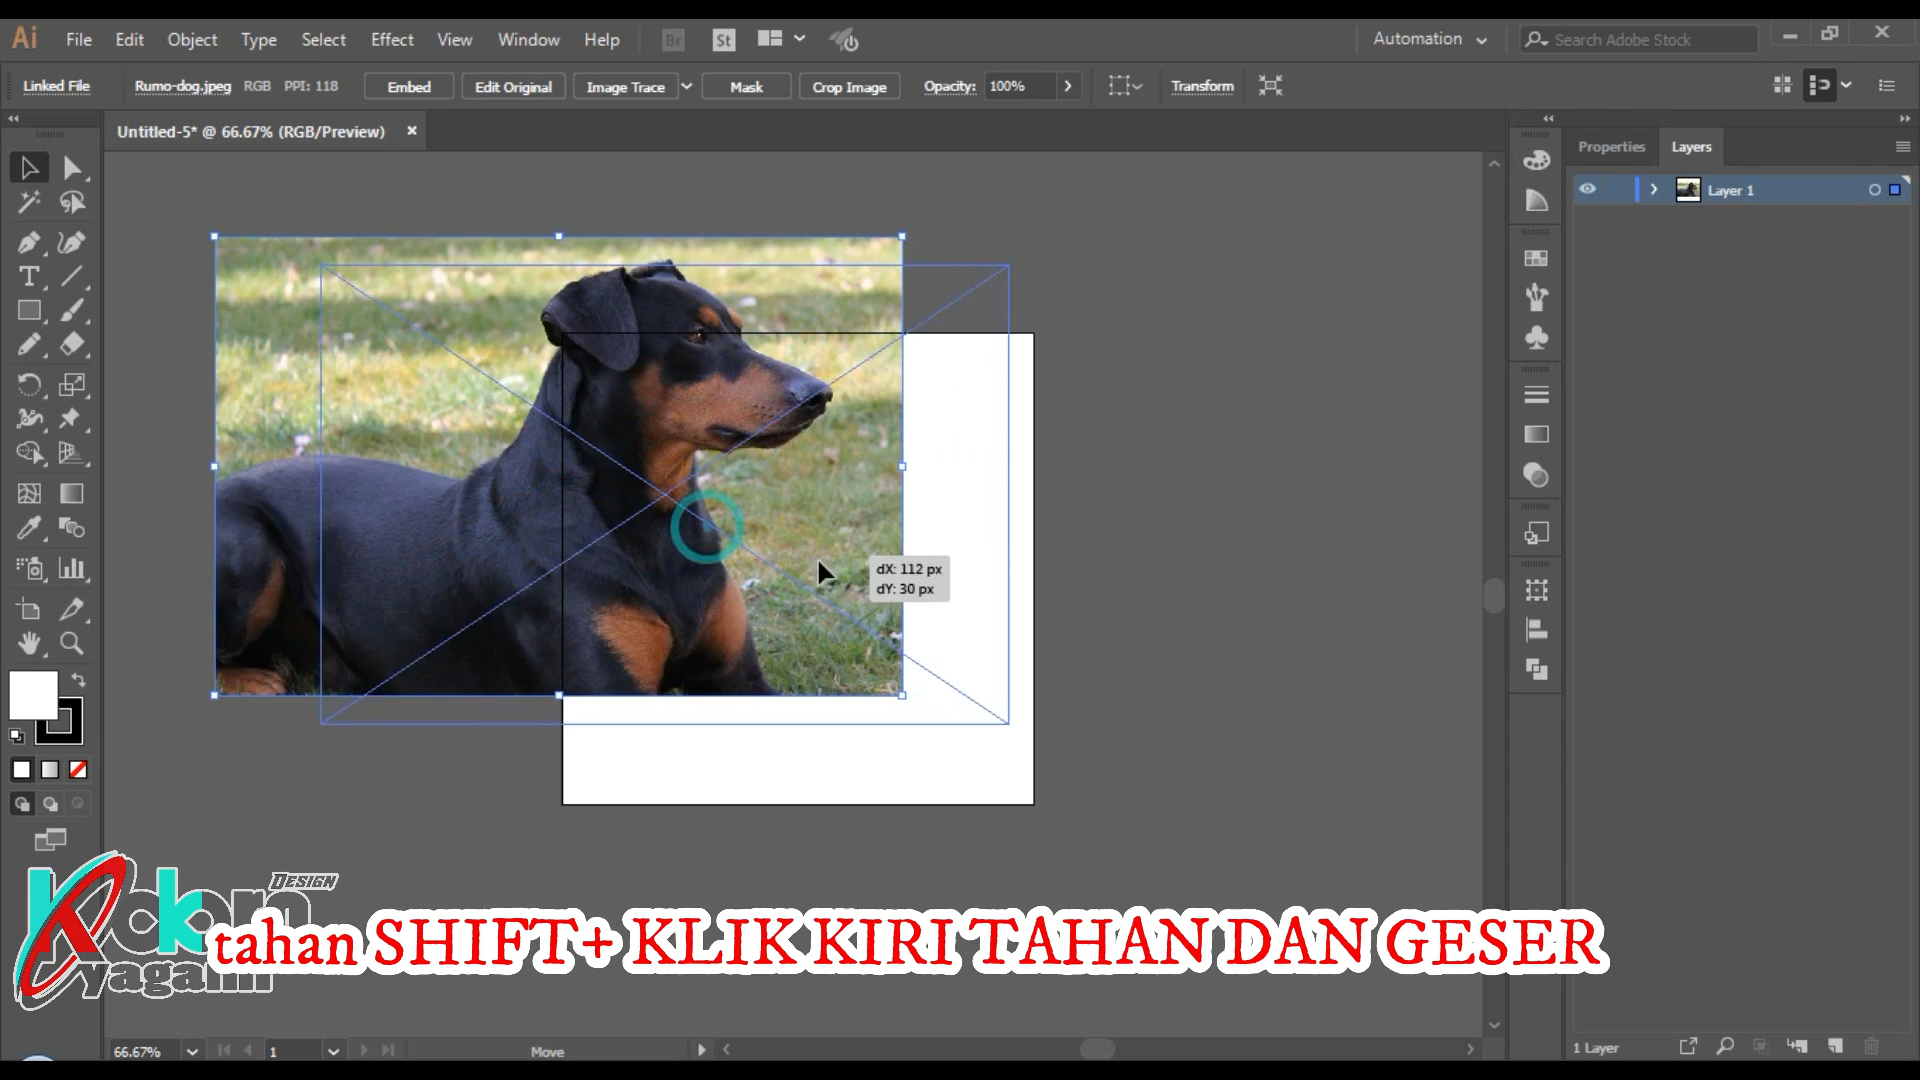 Ai File Edit Object Type Select Effect View Window Help Br St Automation Search Adobe Stock
Linked File Rumo-dog.jpeg RGB PPI: 118 Embed Edit Original Image Trace Mask Crop Image Opacity: 100% Transform
Untitled-5* @ 66.67% (RGB/Preview)
Properties Layers
Layer 1
dX: 112 px
dY: 30 px
DESIGN
tahan SHIFT+ KLIK KIRI TAHAN DAN GESER
66.67% 1 Move
1 Layer